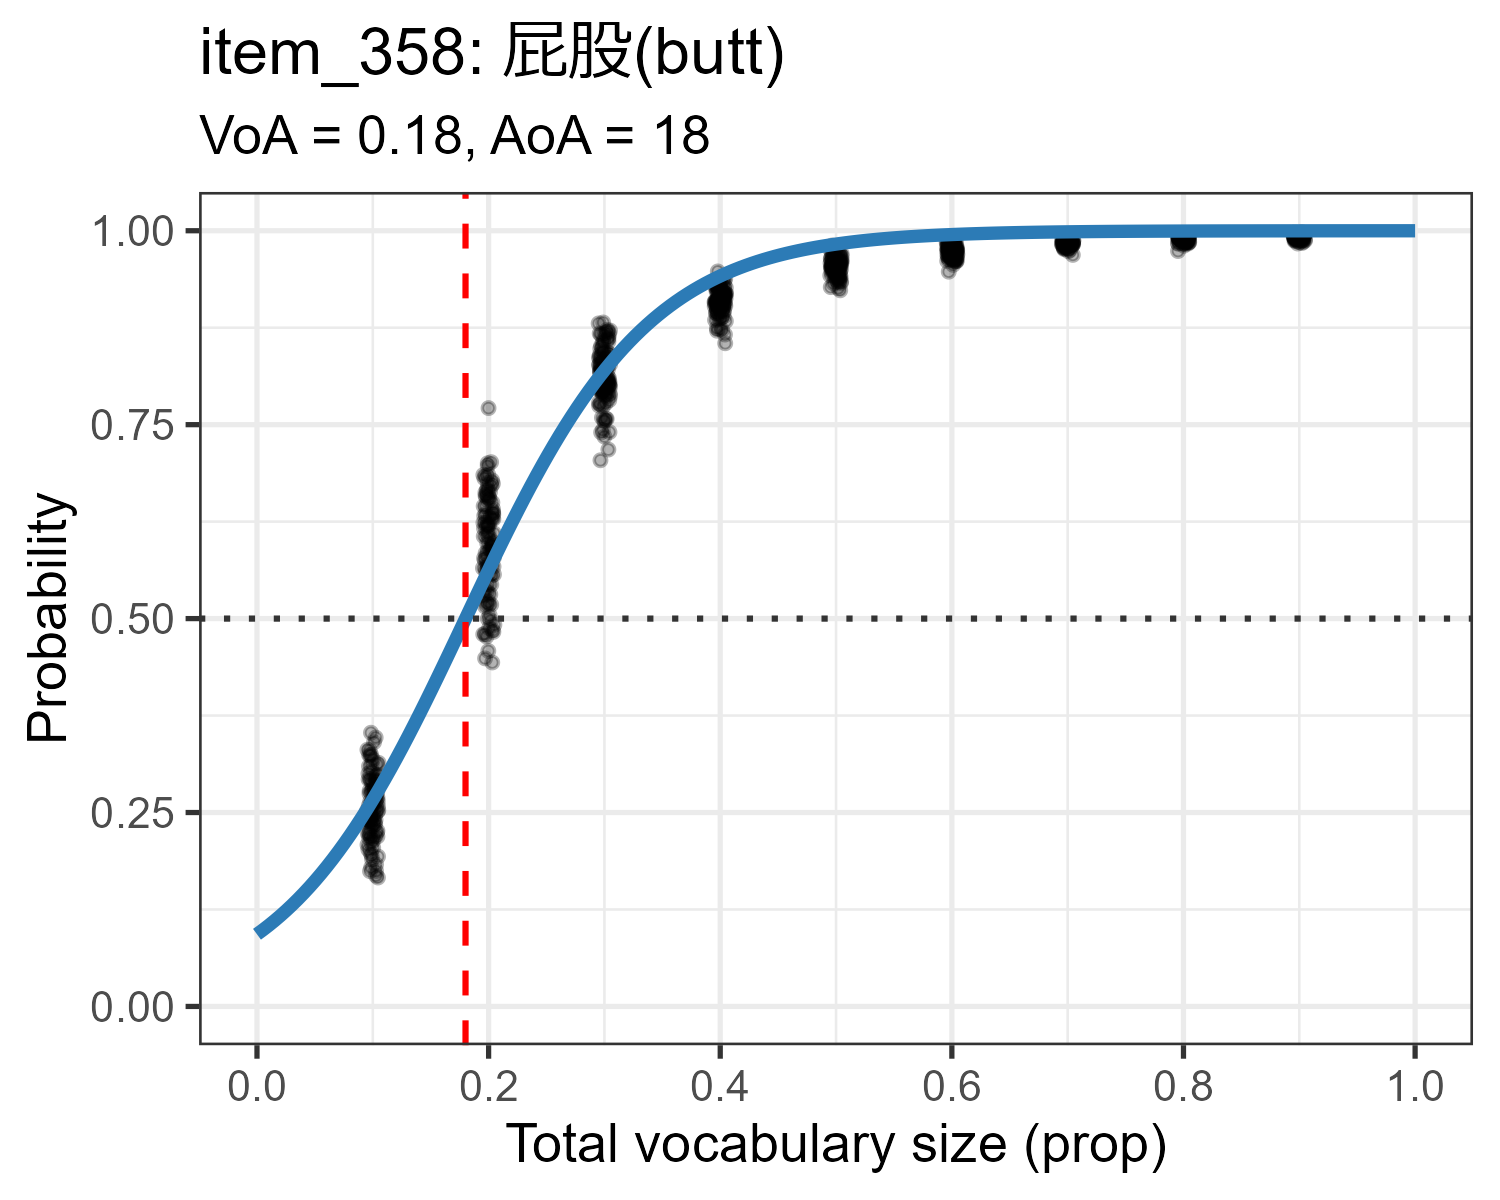 item_358: 屁股(butt)
VoA = 0.18, AoA = 18
1.00
0.75
0.50
0.25
0.00
Probability
0.0 0.2 0.4 0.6 0.8 1.0
Total vocabulary size (prop)